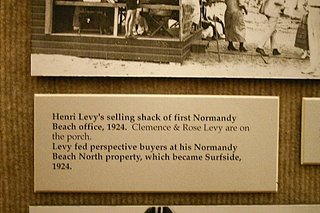 Henri Levy's selling shack of first Normandy
Beach office, 1924. Clemence & Rose Levy are on
the porch.
Levy fed perspective buyers at his Normandy
Beach North property, which became Surfside,
1924.